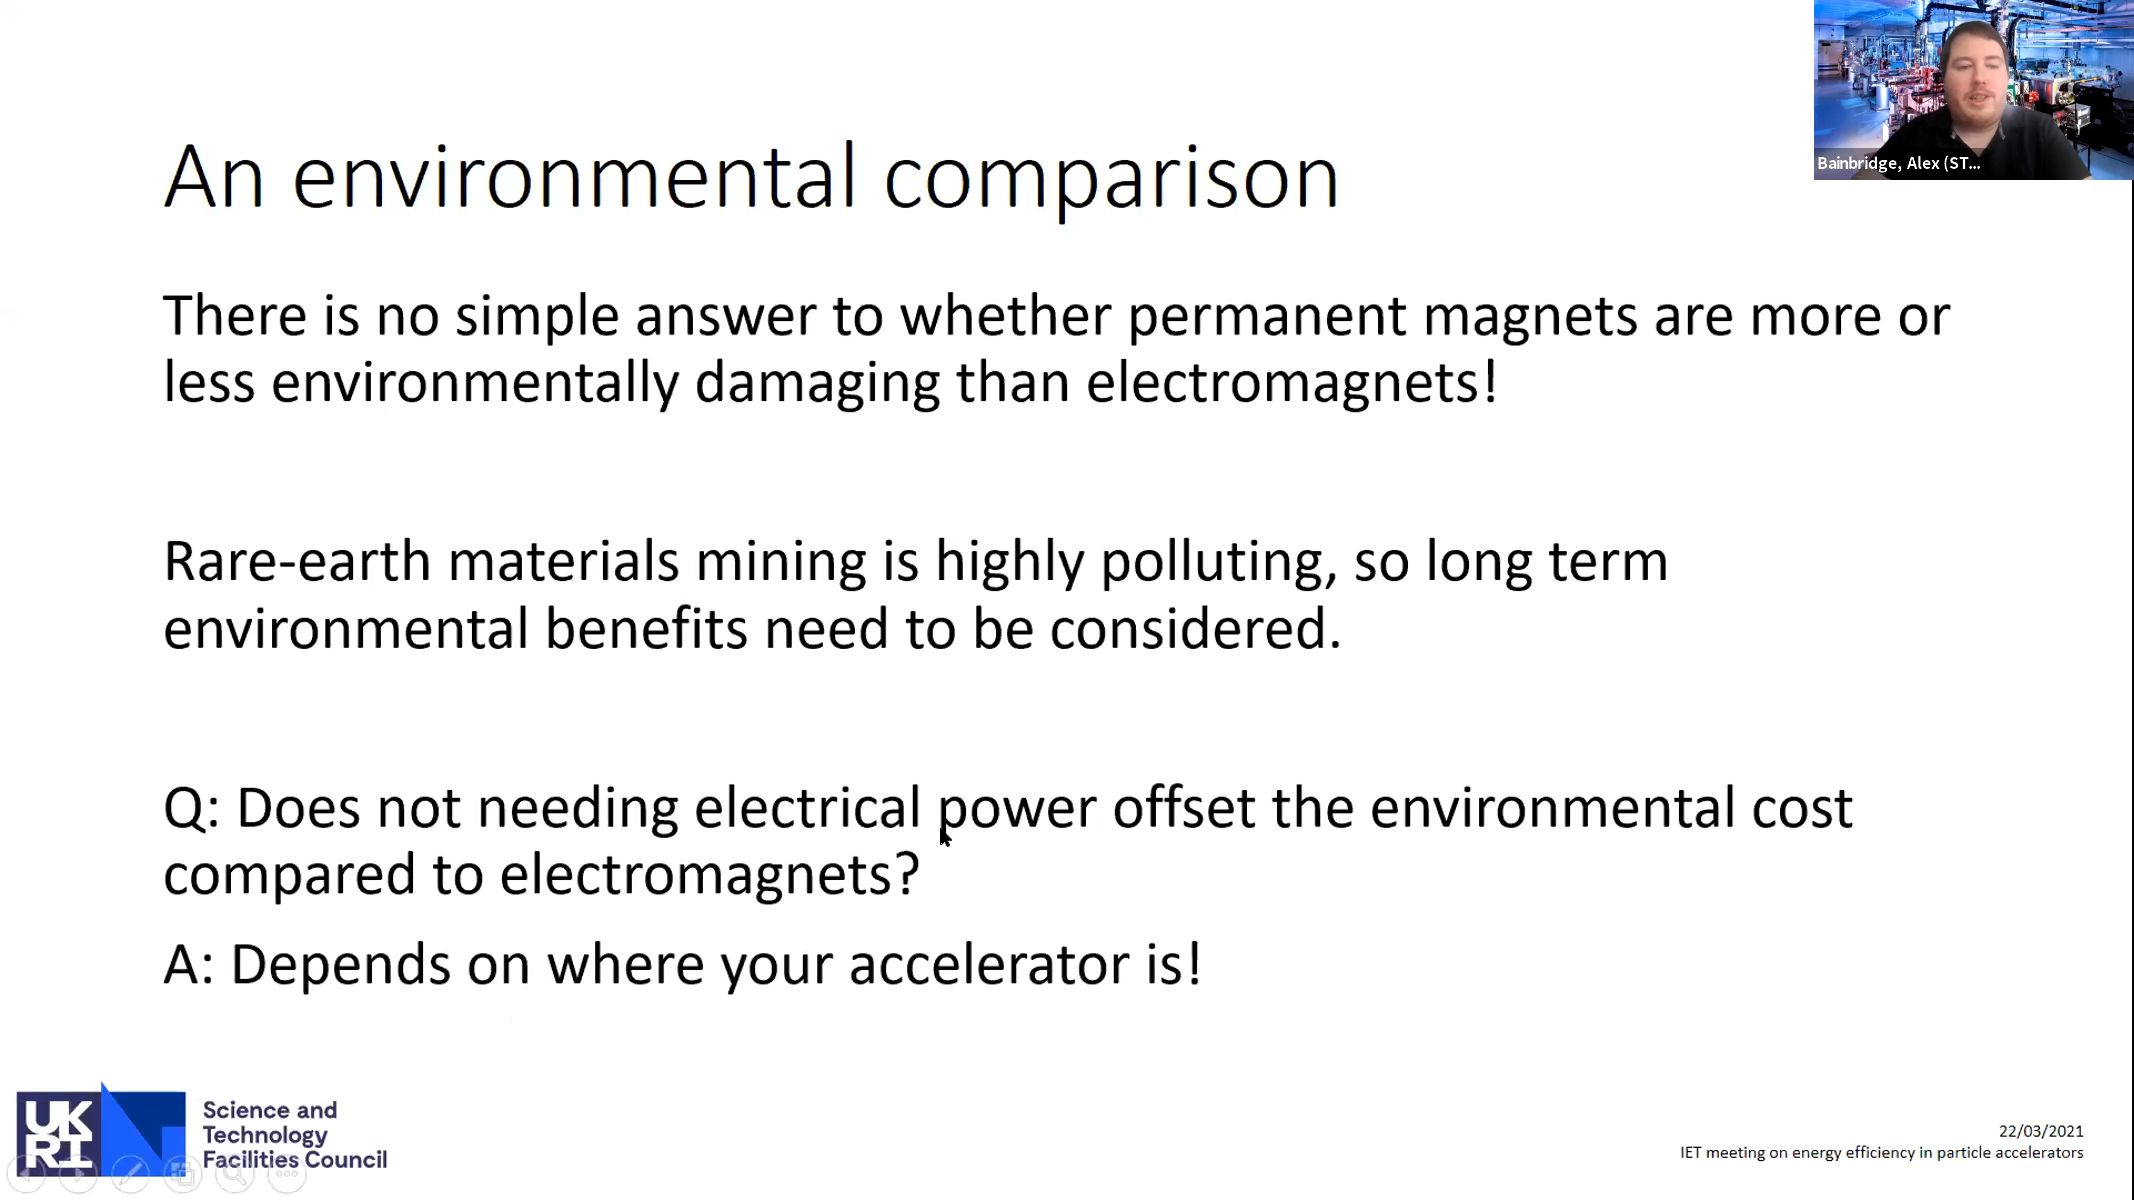 Bainbridge, Alex (ST...
An environmental comparison
There is no simple answer to whether permanent magnets are more or
less environmentally damaging than electromagnets!
Rare-earth materials mining is highly polluting, so long term
environmental benefits need to be considered.
Q: Does not needing electrical power offset the environmental cost
compared to electromagnets?
A: Depends on where your accelerator is!
UK
RI
Science and
Technology
Facilities Council
22/03/2021
IET meeting on energy efficiency in particle accelerators